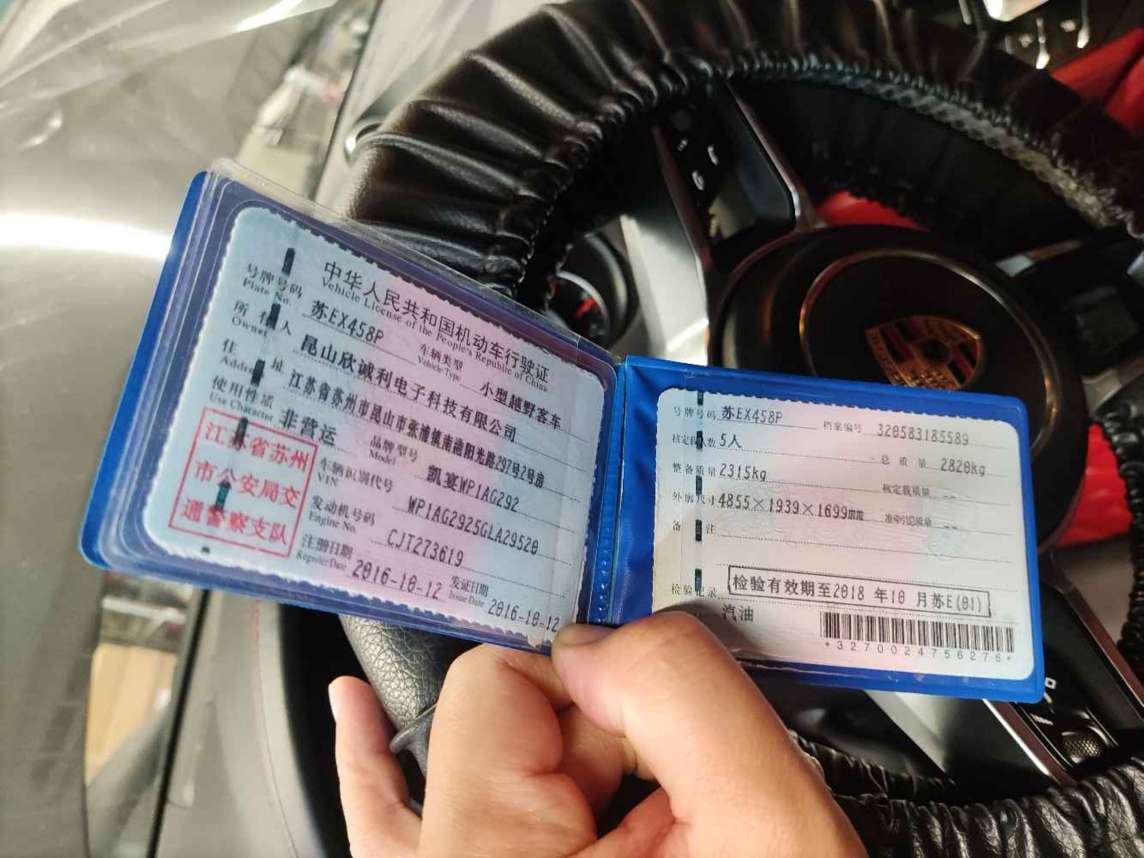 中华人民共和国机动车行驶证
Vehicle License of the People's Republic of China
号牌号码 苏EX458P 车辆类型 小型越野客车
Plate No. Vehicle Type
所有人 昆山欣诚利电子科技有限公司
Owner
住址 江苏省苏州市昆山市张浦镇南港阳光路297号2号房
Address
使用性质 非营运 品牌型号 凯宴WP1AG292
Use Character Model
江苏省苏州
市公安局交
通警察支队
车辆识别代号 WP1AG2925GLA29520
VIN
发动机号码 CJT273619
Engine No.
注册日期 2016-10-12 发证日期 2016-10-12
Register Date Issue Date
号牌号码 苏EX458P 档案编号 320583185589
核定载人数 5人 总质量 2820kg
整备质量 2315kg 核定载质量 --
外廓尺寸 4855×1939×1699mm 准牵引总质量 --
备注
检验记录 检验有效期至2018年10月苏E(01)
汽油
*3270024756276*